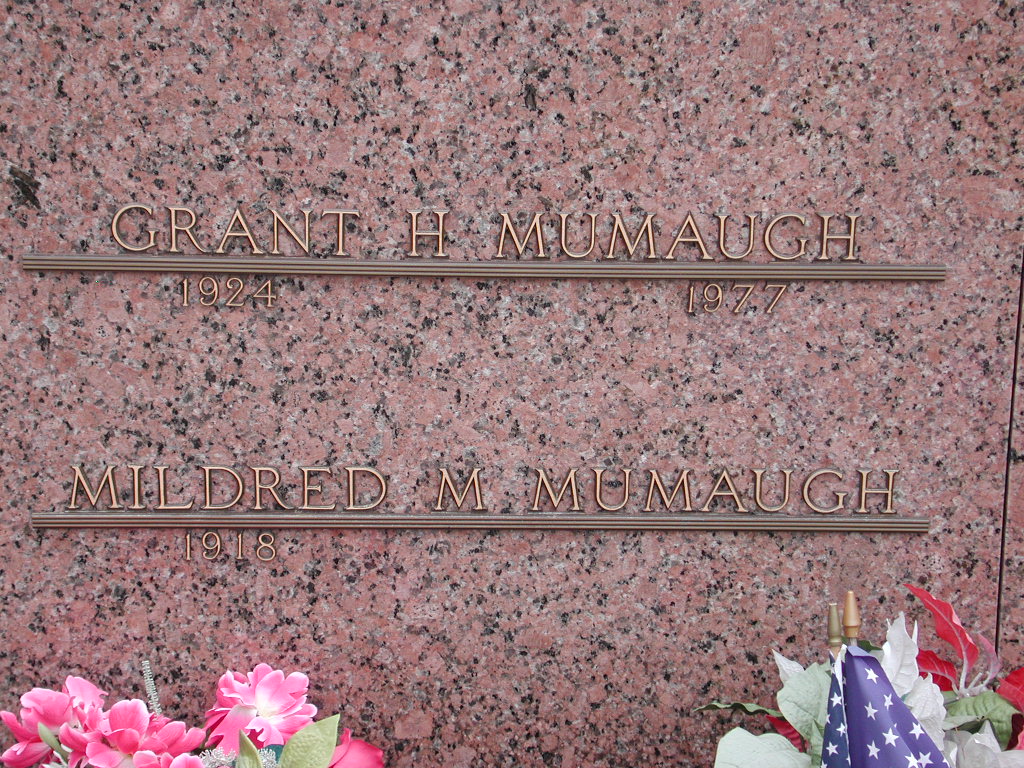 GRANT H MUMAUGH
1924 1977
MILDRED M MUMAUGH
1918